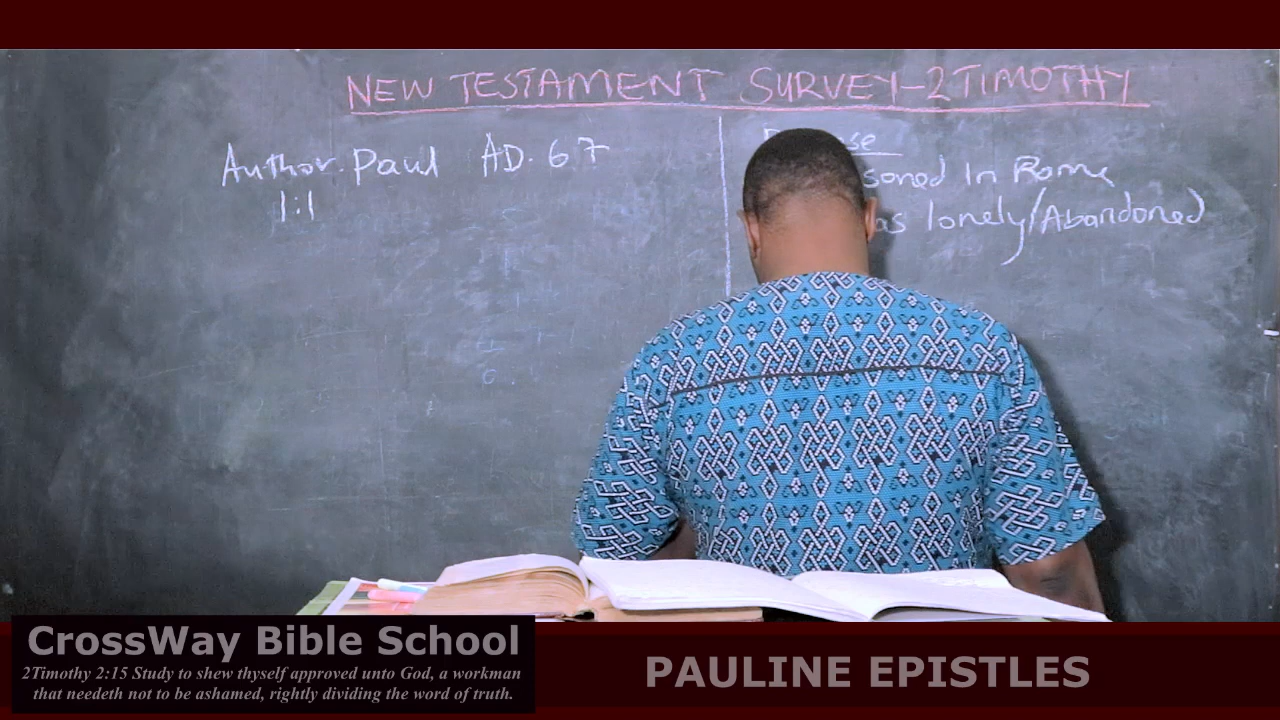 NEW TESTAMENT SURVEY-2TIMOTHY
Author. Paul AD. 67
1:1
soned In Rome
as lonely/Abandoned
CrossWay Bible School
2Timothy 2:15 Study to shew thyself approved unto God, a workman
that needeth not to be ashamed, rightly dividing the word of truth.
PAULINE EPISTLES